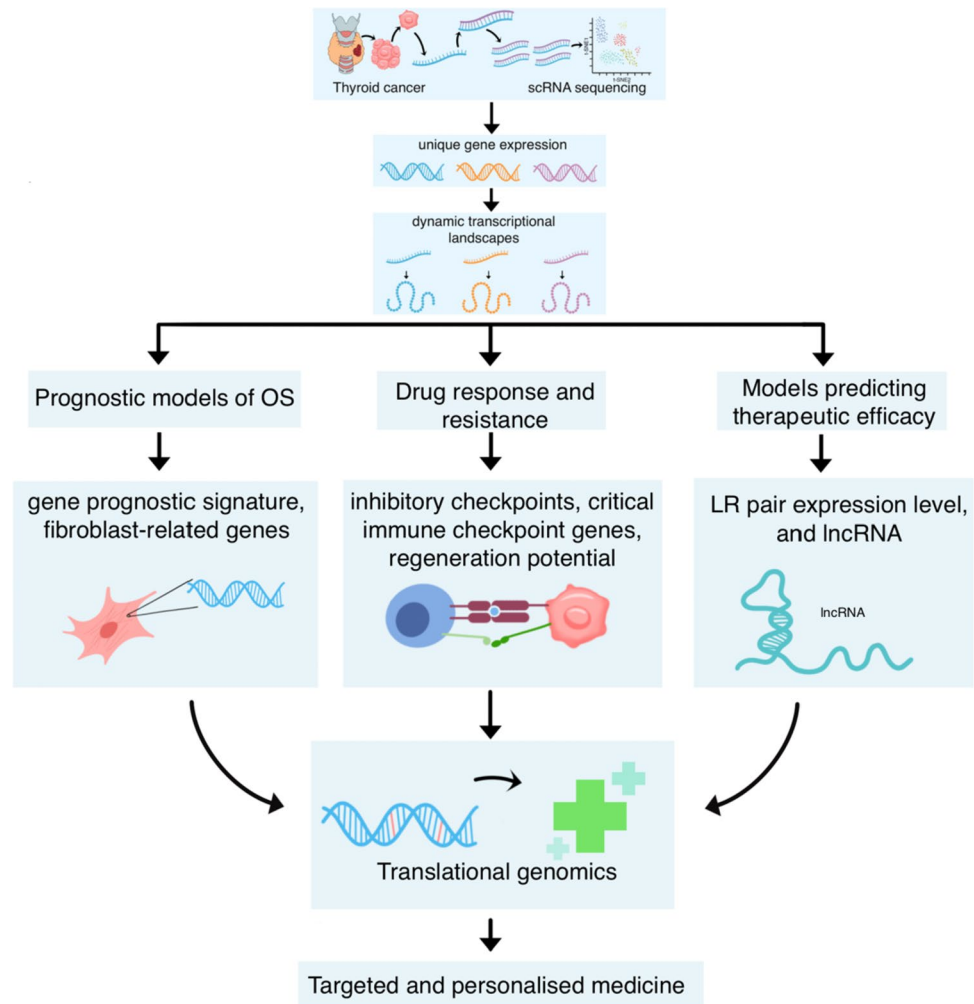 Thyroid cancer
scRNA sequencing
t-SNE1
t-SNE2
unique gene expression
dynamic transcriptional
landscapes
Prognostic models of OS
Drug response and
resistance
Models predicting
therapeutic efficacy
gene prognostic signature,
fibroblast-related genes
inhibitory checkpoints, critical
immune checkpoint genes,
regeneration potential
LR pair expression level,
and lncRNA
lncRNA
Translational genomics
Targeted and personalised medicine